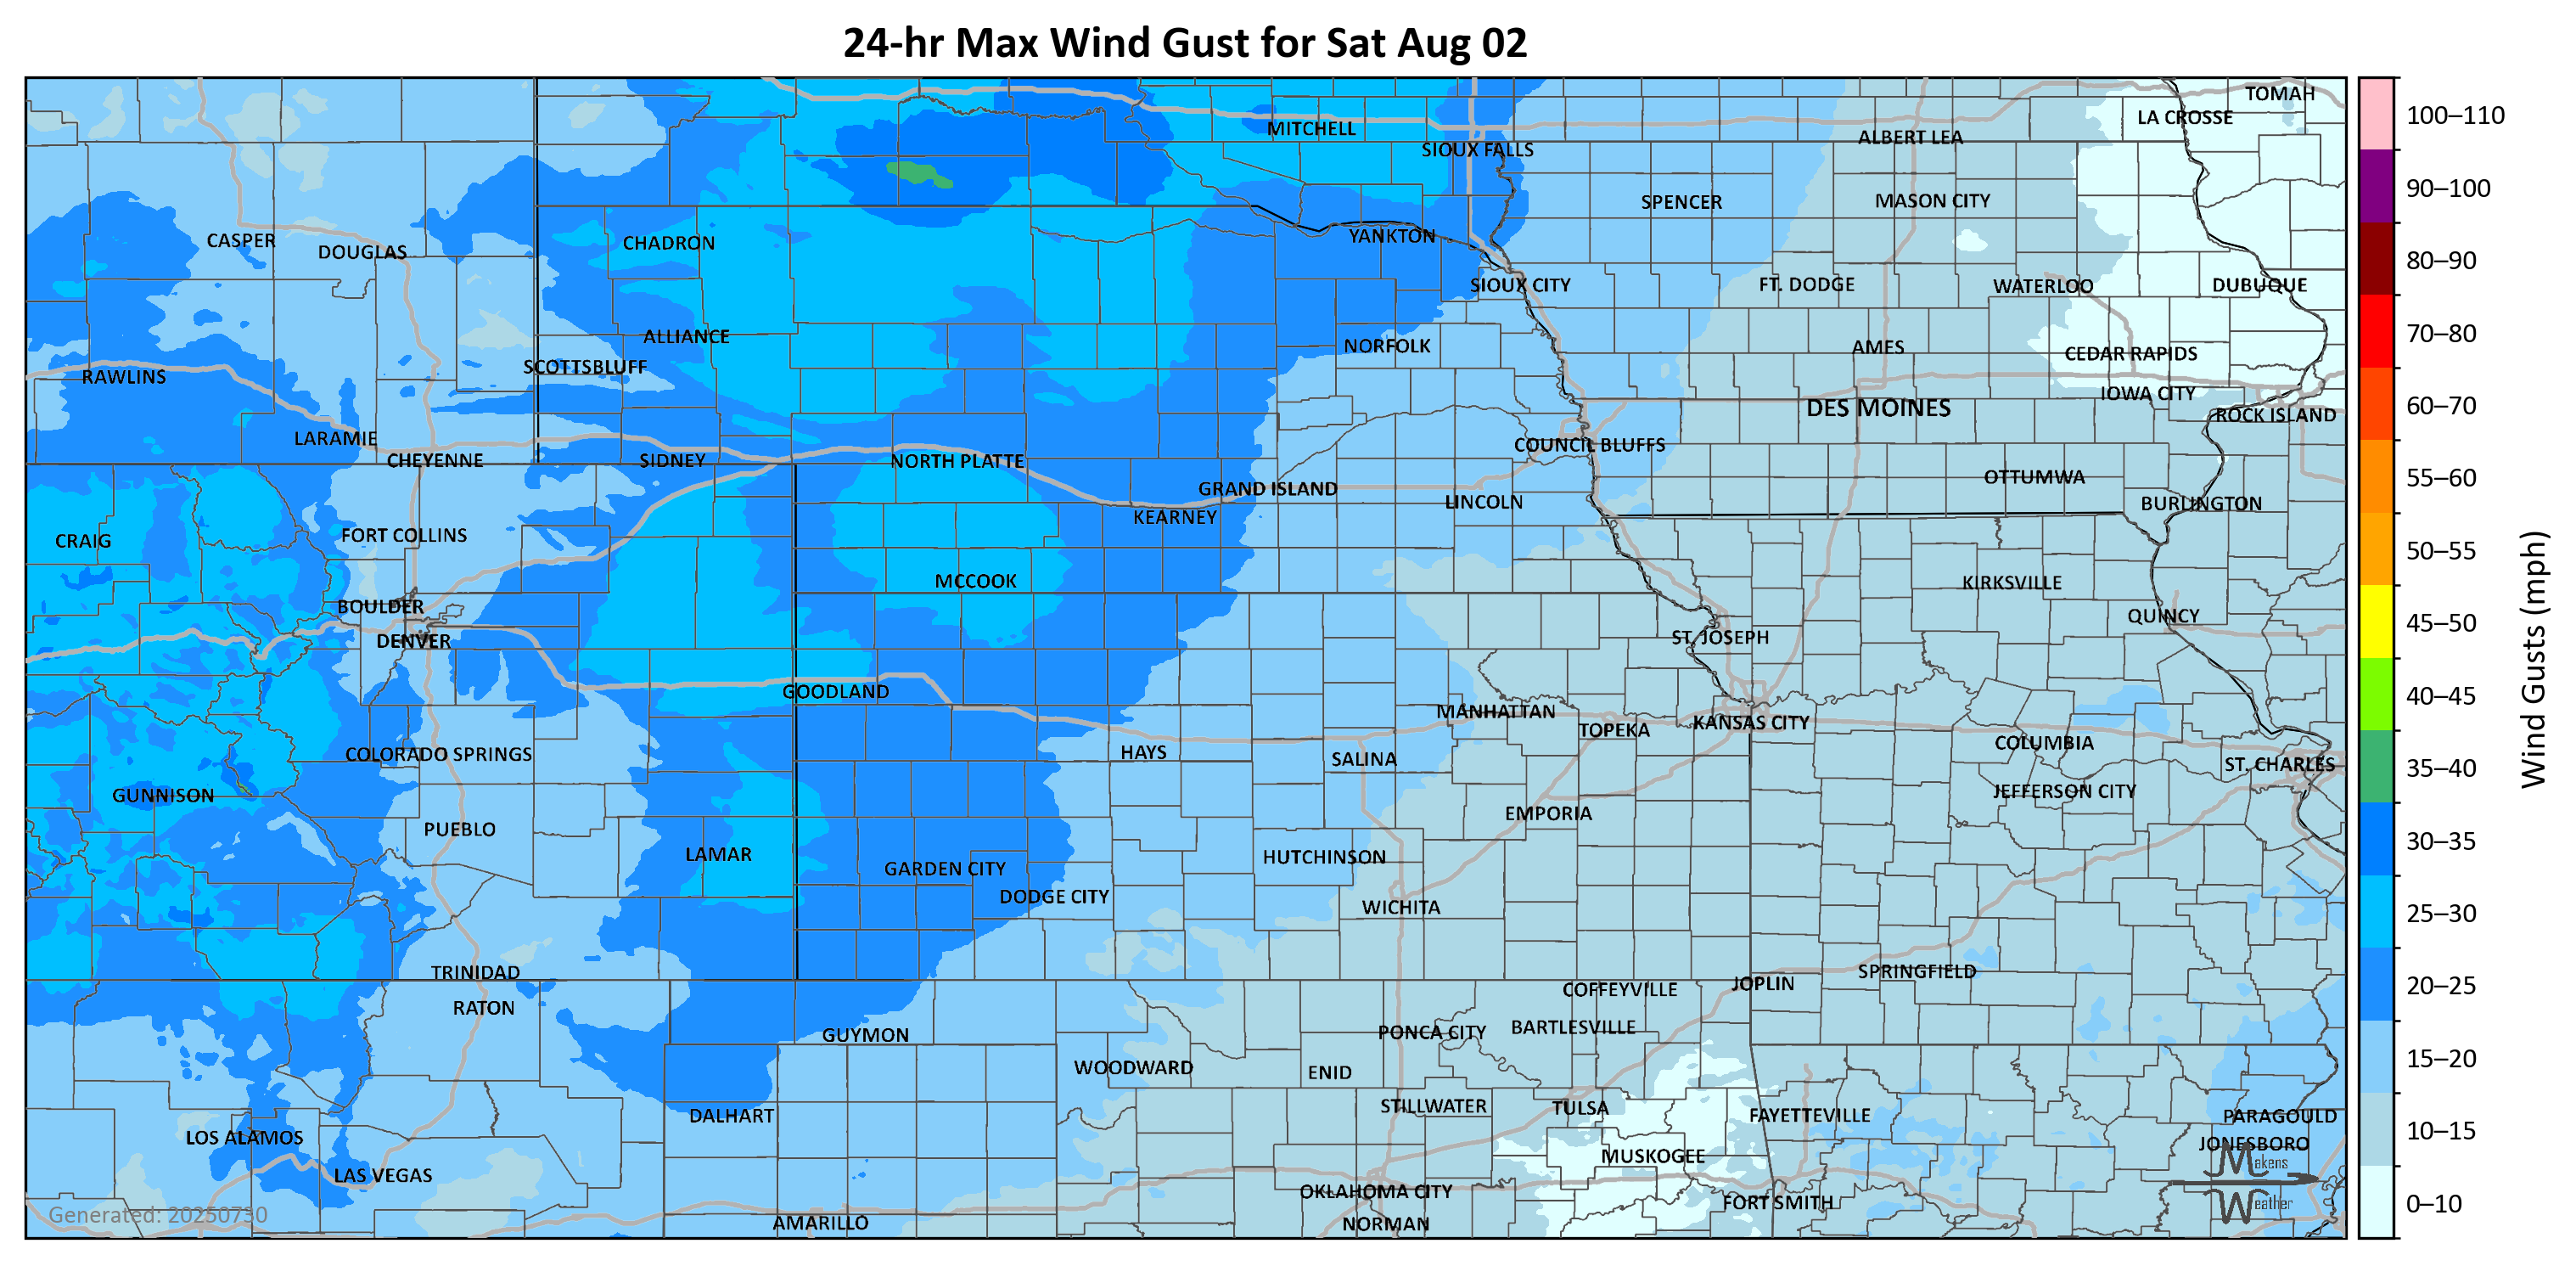 24-hr Max Wind Gust for Sat Aug 02
TOMAH
LA CROSSE
MITCHELL
ALBERT LEA
SIOUX FALLS
SPENCER
MASON CITY
CASPER
DOUGLAS
CHADRON
YANKTON
SIOUX CITY
FT. DODGE
WATERLOO
DUBUQUE
ALLIANCE
NORFOLK
AMES
CEDAR RAPIDS
SCOTTSBLUFF
RAWLINS
IOWA CITY
DES MOINES
ROCK ISLAND
LARAMIE
COUNCIL BLUFFS
CHEYENNE
SIDNEY
NORTH PLATTE
OTTUMWA
GRAND ISLAND
LINCOLN
BURLINGTON
KEARNEY
FORT COLLINS
CRAIG
MCCOOK
KIRKSVILLE
BOULDER
QUINCY
DENVER
ST. JOSEPH
GOODLAND
MANHATTAN
TOPEKA
KANSAS CITY
COLORADO SPRINGS
HAYS
SALINA
COLUMBIA
ST. CHARLES
GUNNISON
JEFFERSON CITY
EMPORIA
PUEBLO
LAMAR
HUTCHINSON
GARDEN CITY
DODGE CITY
WICHITA
TRINIDAD
SPRINGFIELD
JOPLIN
COFFEYVILLE
RATON
GUYMON
PONCA CITY
BARTLESVILLE
WOODWARD
ENID
DALHART
STILLWATER
TULSA
FAYETTEVILLE
PARAGOULD
LOS ALAMOS
JONESBORO
MUSKOGEE
LAS VEGAS
OKLAHOMA CITY
FORT SMITH
AMARILLO
NORMAN
Generated: 20250730
Makens
Weather
100–110
90–100
80–90
70–80
60–70
55–60
50–55
45–50
40–45
35–40
30–35
25–30
20–25
15–20
10–15
0–10
Wind Gusts (mph)